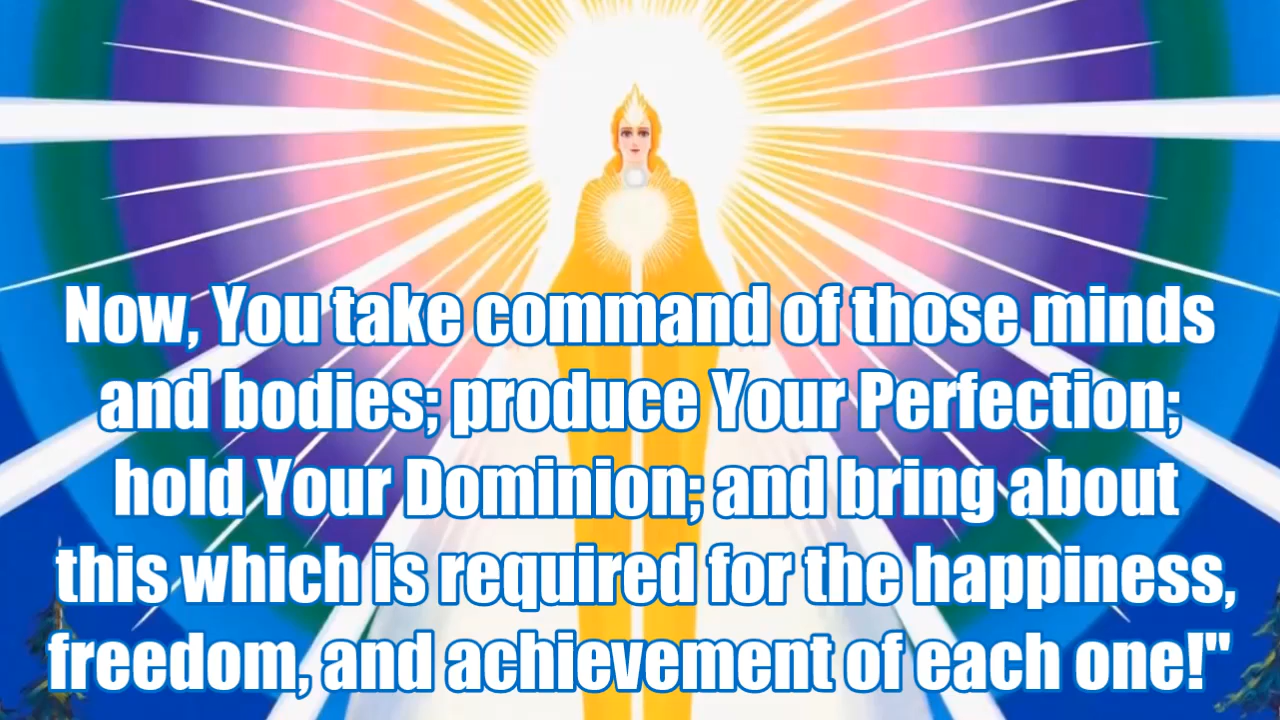 Now, You take command of those minds
and bodies; produce Your Perfection;
hold Your Dominion; and bring about
this which is required for the happiness,
freedom, and achievement of each one!"